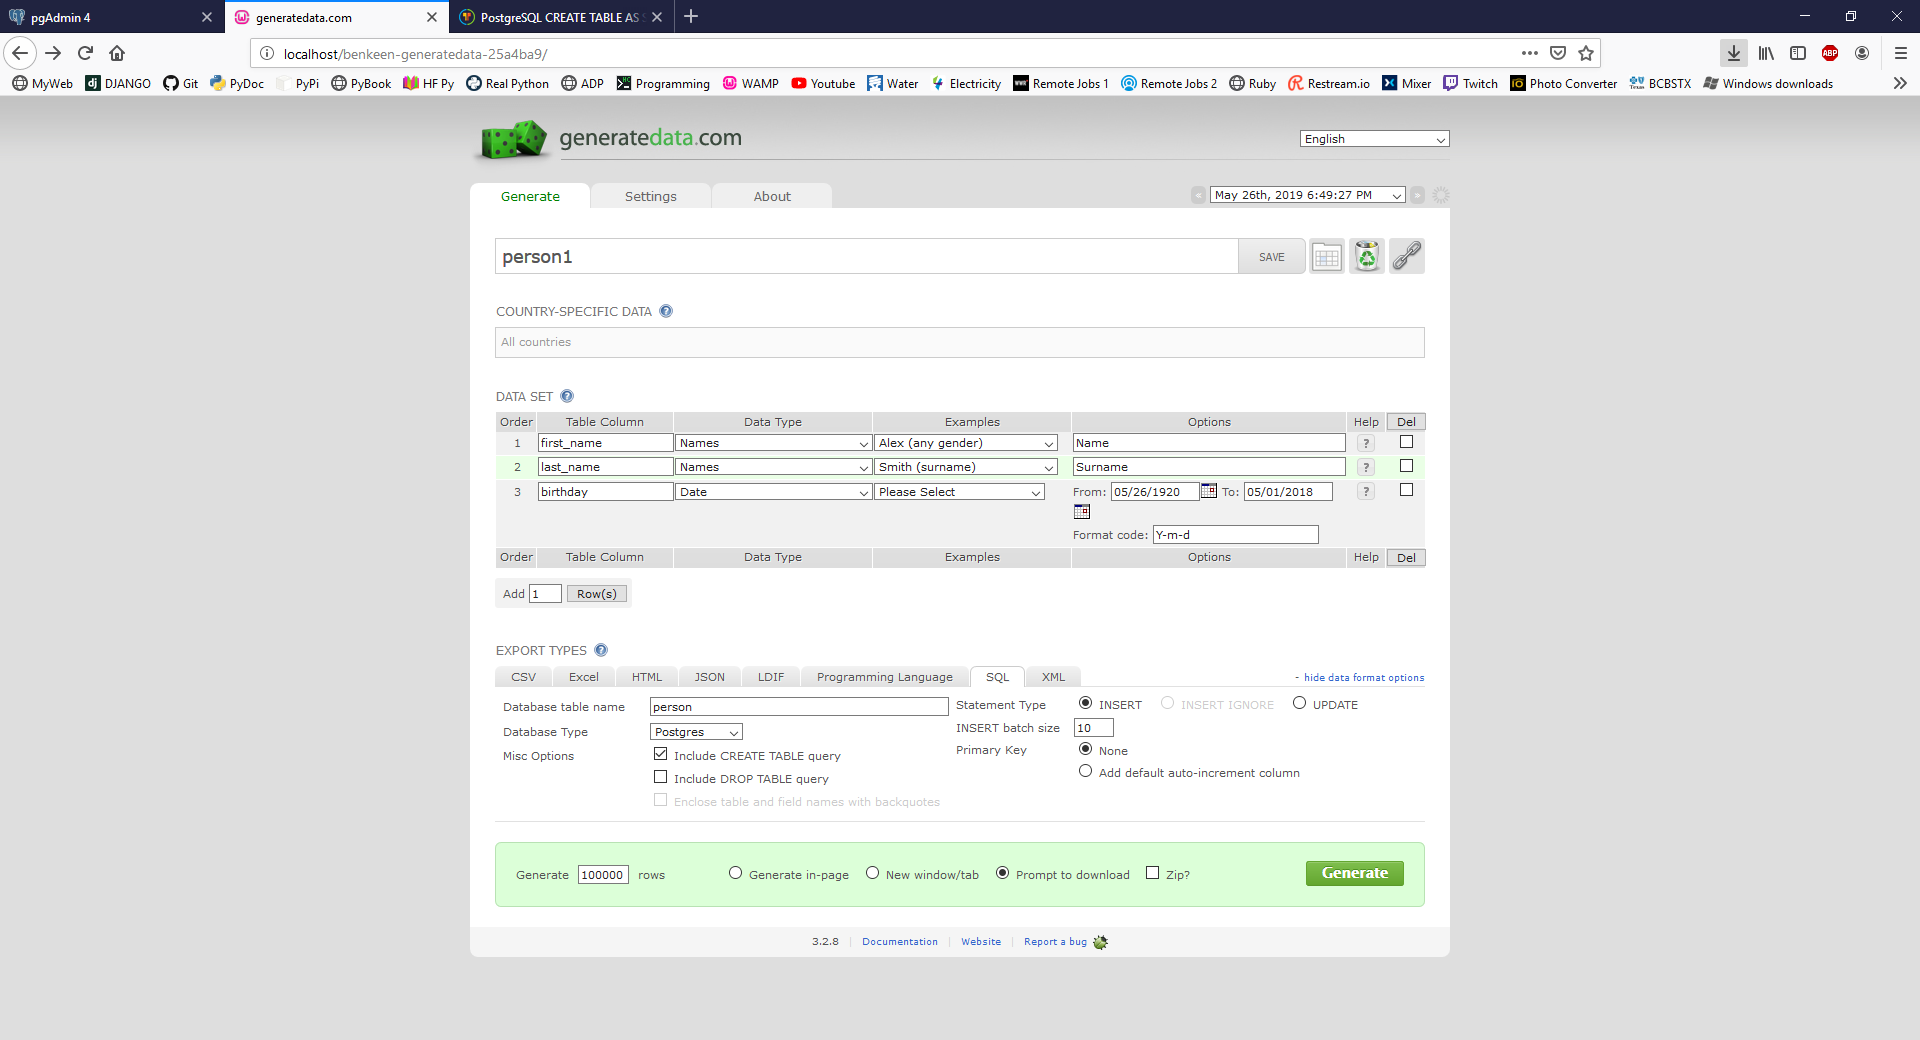 pgAdmin 4
generatedata.com
PostgreSQL CREATE TABLE AS
localhost/benkeen-generatedata-25a4ba9/
MyWeb DJANGO Git PyDoc PyPi PyBook HF Py Real Python ADP Programming WAMP Youtube Water Electricity Remote Jobs 1 Remote Jobs 2 Ruby Restream.io Mixer Twitch Photo Converter BCBSTX Windows downloads
generatedata.com
English
Generate Settings About
May 26th, 2019 6:49:27 PM
person1
SAVE
COUNTRY-SPECIFIC DATA
All countries
DATA SET
Order Table Column Data Type Examples Options Help Del
1 first_name Names Alex (any gender) Name ?
2 last_name Names Smith (surname) Surname ?
3 birthday Date Please Select From: 05/26/1920 To: 05/01/2018 ?
Format code: Y-m-d
Order Table Column Data Type Examples Options Help Del
Add 1 Row(s)
EXPORT TYPES
CSV Excel HTML JSON LDIF Programming Language SQL XML
- hide data format options
Database table name person
Statement Type INSERT INSERT IGNORE UPDATE
Database Type Postgres
INSERT batch size 10
Misc Options Include CREATE TABLE query
Primary Key None
Include DROP TABLE query
Add default auto-increment column
Enclose table and field names with backquotes
Generate 100000 rows Generate in-page New window/tab Prompt to download Zip? Generate
3.2.8 Documentation Website Report a bug